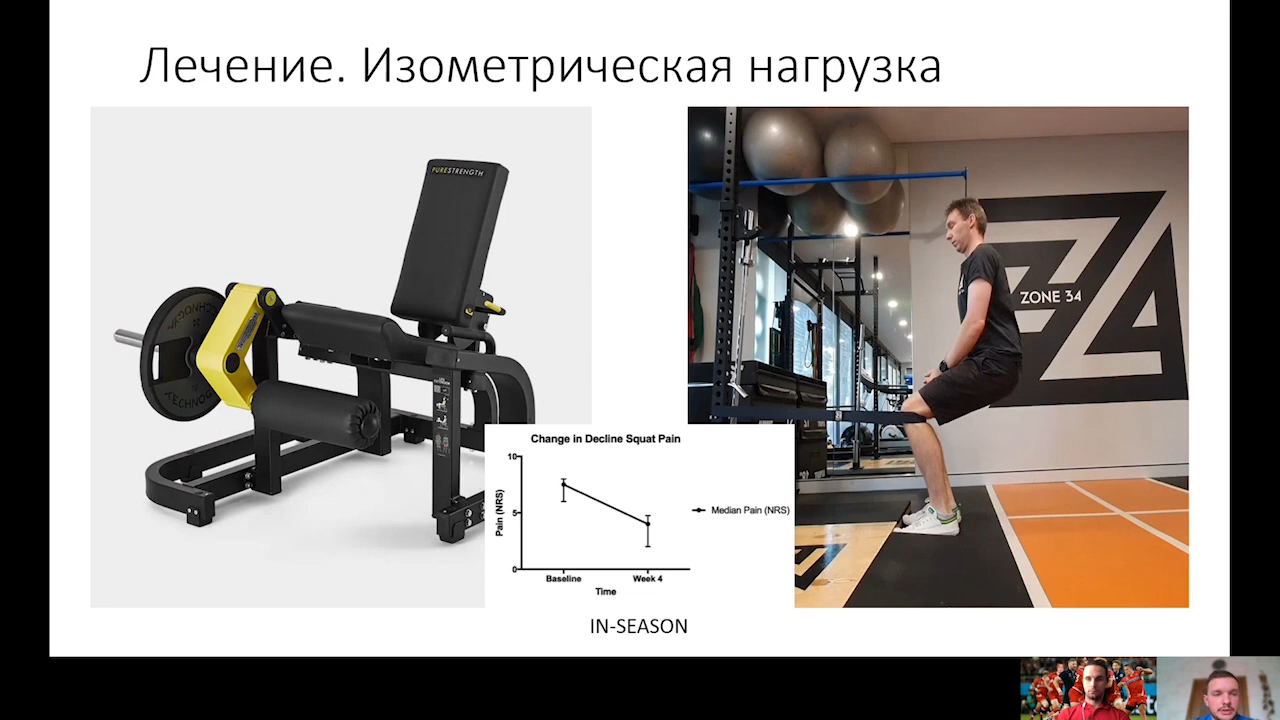 Лечение. Изометрическая нагрузка
PURESTRENGTH
ZONE 34
Change in Decline Squat Pain
10
5
0
Pain (NRS)
Median Pain (NRS)
Baseline
Week 4
Time
IN-SEASON